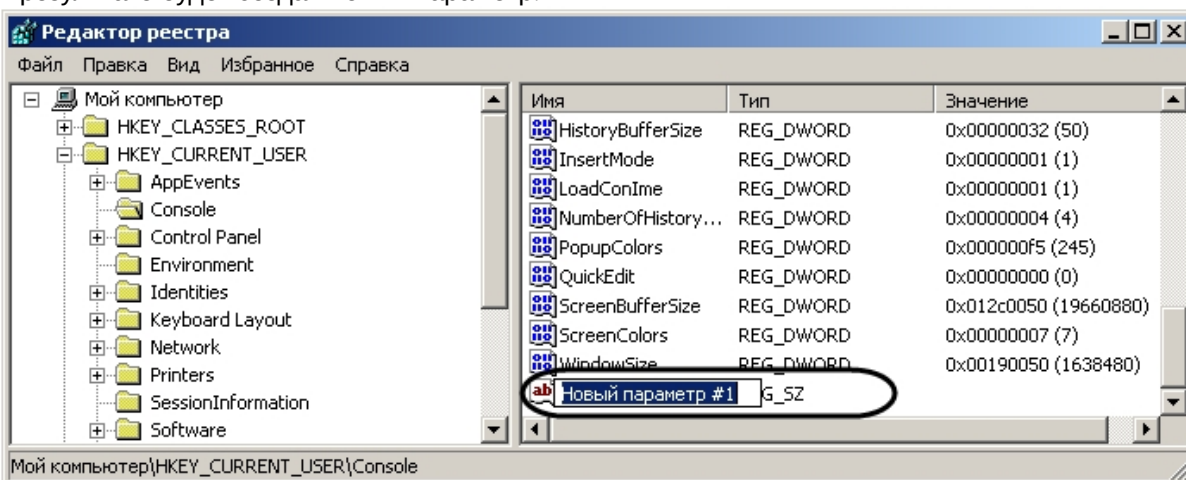 Редактор реестра
Файл Правка Вид Избранное Справка
Мой компьютер
HKEY_CLASSES_ROOT
HKEY_CURRENT_USER
AppEvents
Console
Control Panel
Environment
Identities
Keyboard Layout
Network
Printers
SessionInformation
Software
Имя Тип Значение
HistoryBufferSize REG_DWORD 0x00000032 (50)
InsertMode REG_DWORD 0x00000001 (1)
LoadConIme REG_DWORD 0x00000001 (1)
NumberOfHistory... REG_DWORD 0x00000004 (4)
PopupColors REG_DWORD 0x000000f5 (245)
QuickEdit REG_DWORD 0x00000000 (0)
ScreenBufferSize REG_DWORD 0x012c0050 (19660880)
ScreenColors REG_DWORD 0x00000007 (7)
WindowSize REG_DWORD 0x00190050 (1638480)
Новый параметр #1 G_SZ
Мой компьютер\HKEY_CURRENT_USER\Console